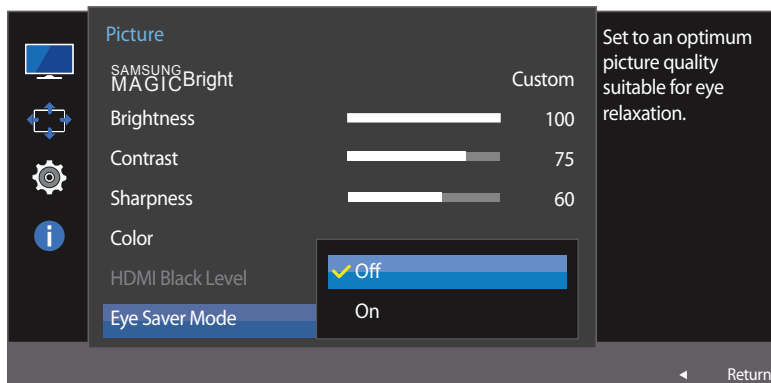 Picture
SAMSUNG
MAGICBright Custom
Brightness 100
Contrast 75
Sharpness 60
Color
HDMI Black Level
Eye Saver Mode
Off
On
Set to an optimum
picture quality
suitable for eye
relaxation.
Return